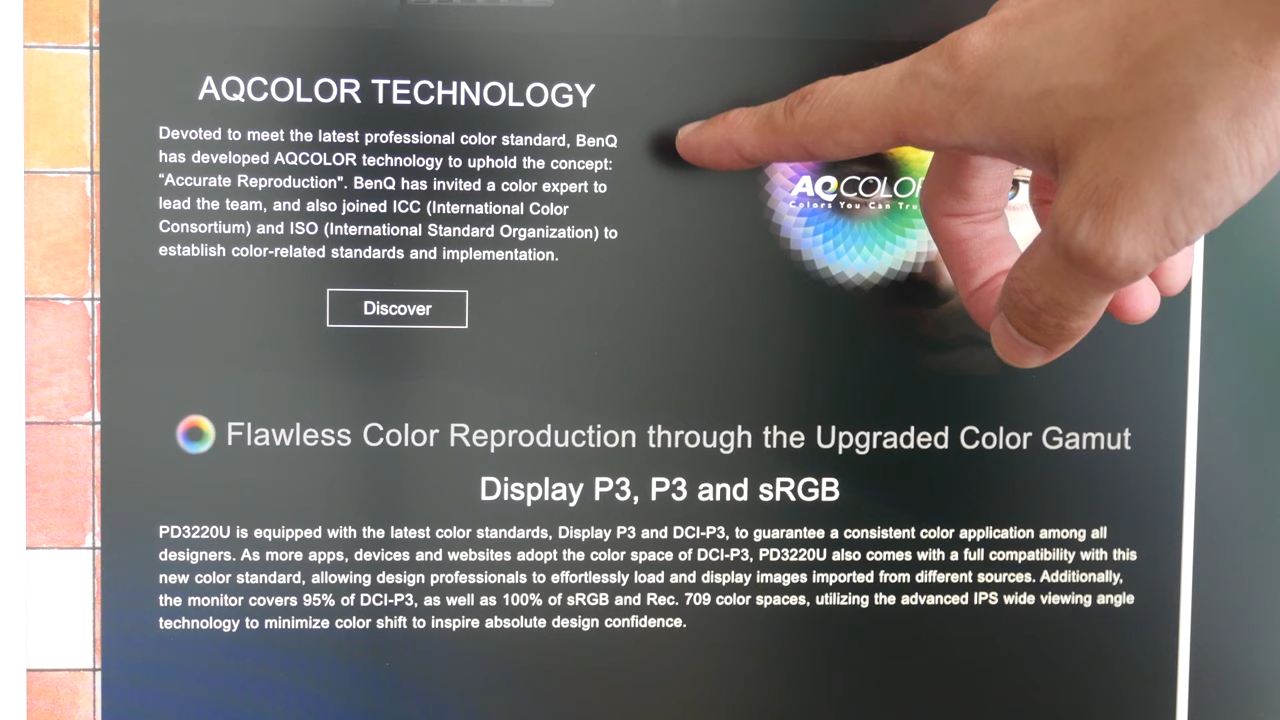 AQCOLOR TECHNOLOGY
Devoted to meet the latest professional color standard, BenQ
has developed AQCOLOR technology to uphold the concept:
“Accurate Reproduction". BenQ has invited a color expert to
lead the team, and also joined ICC (International Color
Consortium) and ISO (International Standard Organization) to
establish color-related standards and implementation.
Discover
AQCOLOR
Colors You Can
Flawless Color Reproduction through the Upgraded Color Gamut
Display P3, P3 and sRGB
PD3220U is equipped with the latest color standards, Display P3 and DCI-P3, to guarantee a consistent color application among all
designers. As more apps, devices and websites adopt the color space of DCI-P3, PD3220U also comes with a full compatibility with this
new color standard, allowing design professionals to effortlessly load and display images imported from different sources. Additionally,
the monitor covers 95% of DCI-P3, as well as 100% of sRGB and Rec. 709 color spaces, utilizing the advanced IPS wide viewing angle
technology to minimize color shift to inspire absolute design confidence.